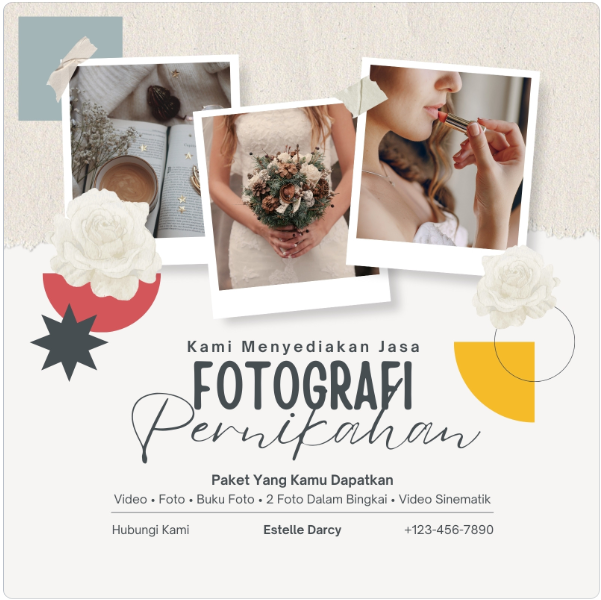 Kami Menyediakan Jasa
FOTOGRAFI
Pernikahan
Paket Yang Kamu Dapatkan
Video • Foto • Buku Foto • 2 Foto Dalam Bingkai • Video Sinematik
Hubungi Kami Estelle Darcy +123-456-7890